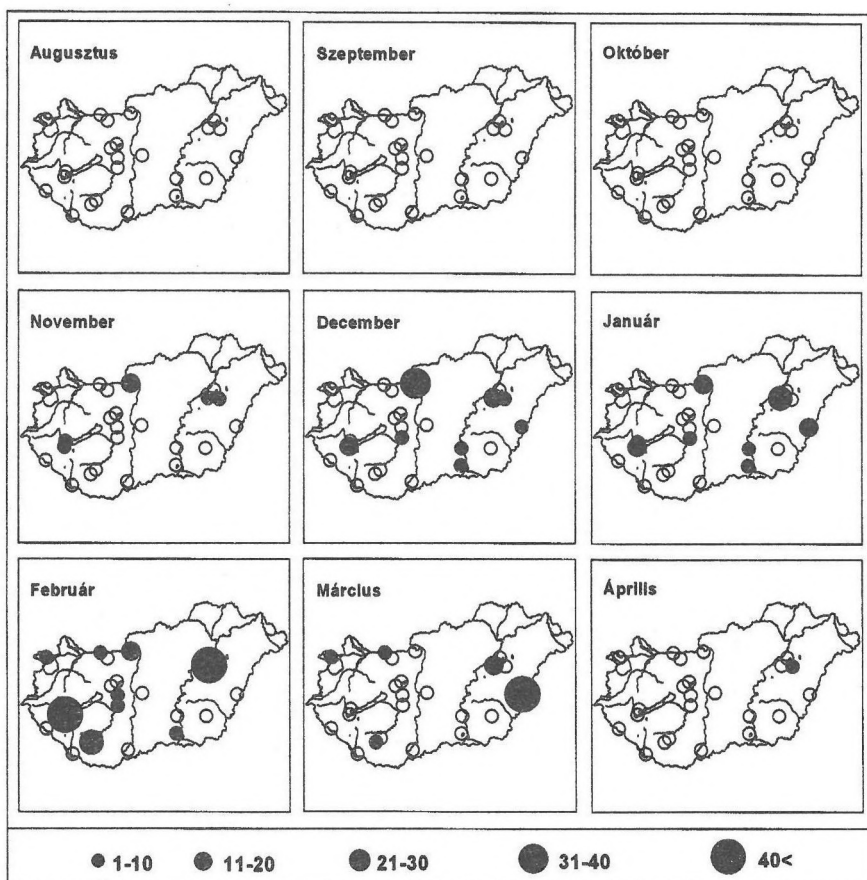 Augusztus Szeptember Október
November December Január
Február Március Április
1-10 11-20 21-30 31-40 40<